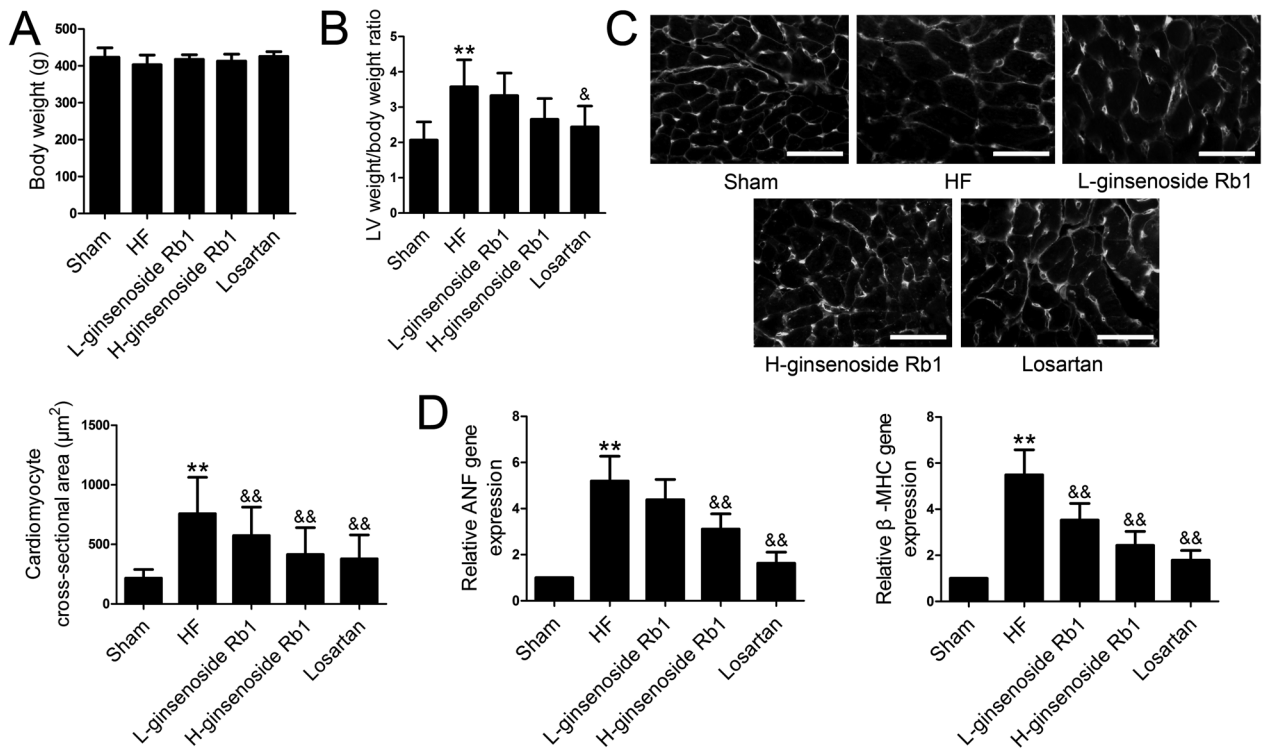 A
Body weight (g)
500
400
300
200
100
0
Sham
HF
L-ginsenoside Rb1
H-ginsenoside Rb1
Losartan
B
LV weight/body weight ratio
5
4
3
2
1
0
**
&
Sham
HF
L-ginsenoside Rb1
H-ginsenoside Rb1
Losartan
C
Sham
HF
L-ginsenoside Rb1
H-ginsenoside Rb1
Losartan
Cardiomyocyte
cross-sectional area (μm²)
1500
1000
500
0
**
&&
&&
&&
Sham
HF
L-ginsenoside Rb1
H-ginsenoside Rb1
Losartan
D
Relative ANF gene
expression
8
6
4
2
0
**
&&
&&
Sham
HF
L-ginsenoside Rb1
H-ginsenoside Rb1
Losartan
Relative β -MHC gene
expression
8
6
4
2
0
**
&&
&&
&&
Sham
HF
L-ginsenoside Rb1
H-ginsenoside Rb1
Losartan